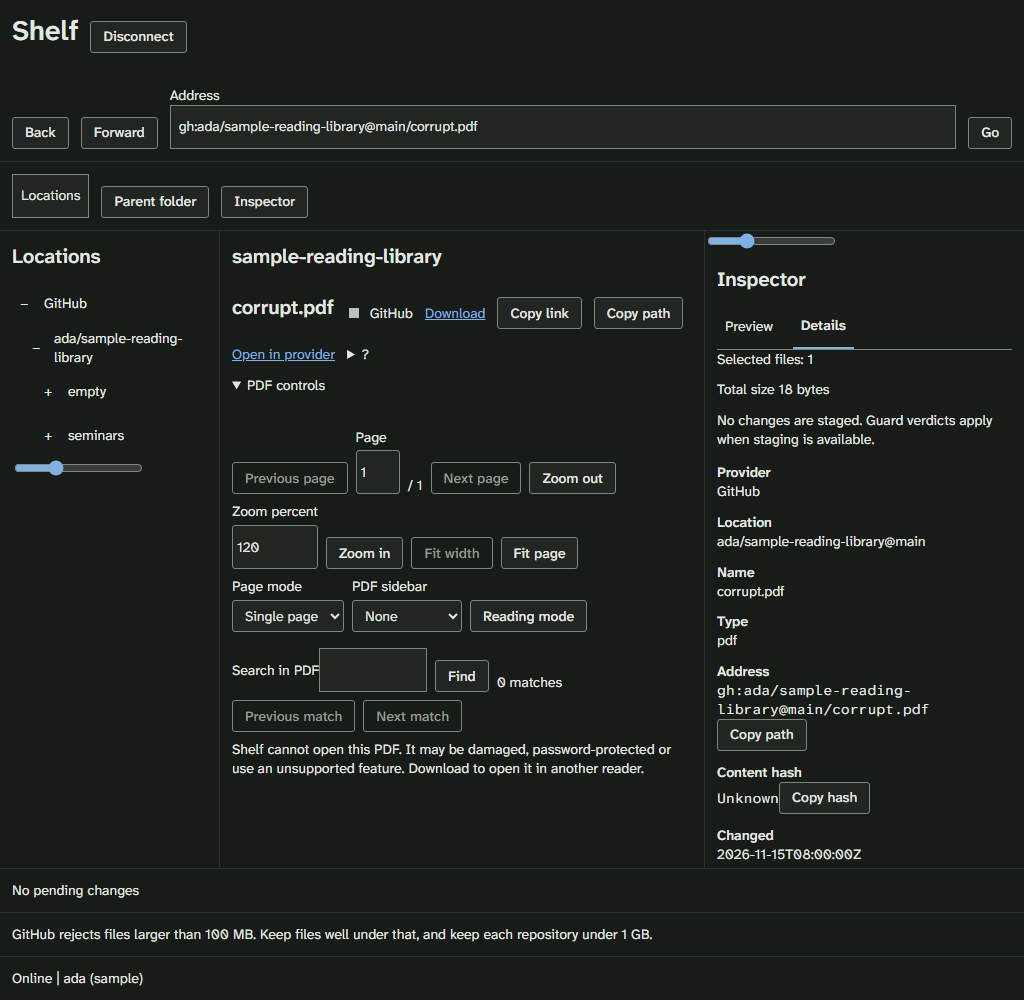 Shelf
Disconnect
Address
Back
Forward
gh:ada/sample-reading-library@main/corrupt.pdf
Go
Locations
Parent folder
Inspector
Locations
– GitHub
– ada/sample-reading-
library
+ empty
+ seminars
sample-reading-library
corrupt.pdf
GitHub
Download
Copy link
Copy path
Open in provider
?
PDF controls
Page
Previous page
1
/ 1
Next page
Zoom out
Zoom percent
120
Zoom in
Fit width
Fit page
Page mode
PDF sidebar
Single page
None
Reading mode
Search in PDF
Find
0 matches
Previous match
Next match
Shelf cannot open this PDF. It may be damaged, password-protected or
use an unsupported feature. Download to open it in another reader.
Inspector
Preview
Details
Selected files: 1
Total size 18 bytes
No changes are staged. Guard verdicts apply
when staging is available.
Provider
GitHub
Location
ada/sample-reading-library@main
Name
corrupt.pdf
Type
pdf
Address
gh:ada/sample-reading-
library@main/corrupt.pdf
Copy path
Content hash
Unknown
Copy hash
Changed
2026-11-15T08:00:00Z
No pending changes
GitHub rejects files larger than 100 MB. Keep files well under that, and keep each repository under 1 GB.
Online | ada (sample)